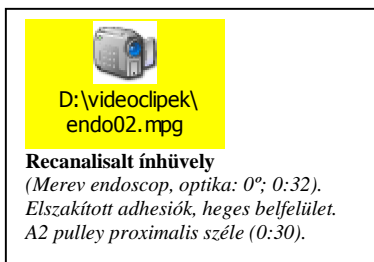 D:\videoclipek\
endo02.mpg
Recanalisalt ínhüvely
(Merev endoscop, optika: 0º; 0:32).
Elszakított adhesiók, heges belfelület.
A2 pulley proximalis széle (0:30).